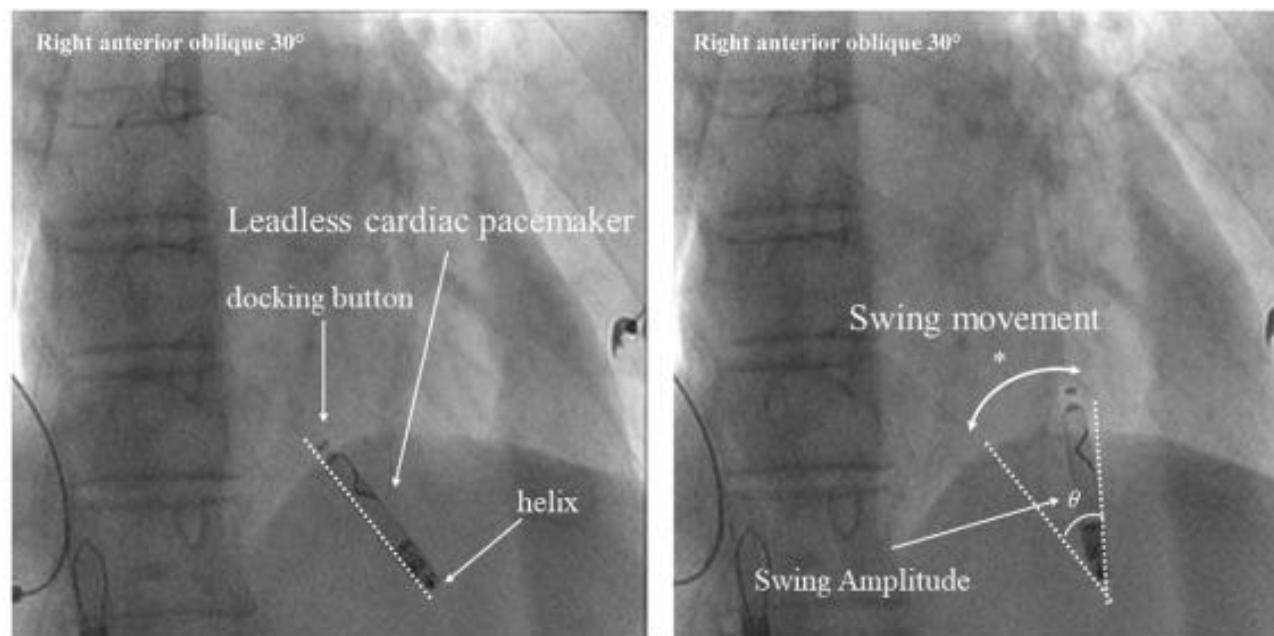 Right anterior oblique 30°
Leadless cardiac pacemaker
docking button
helix
Right anterior oblique 30°
Swing movement
*
θ
Swing Amplitude